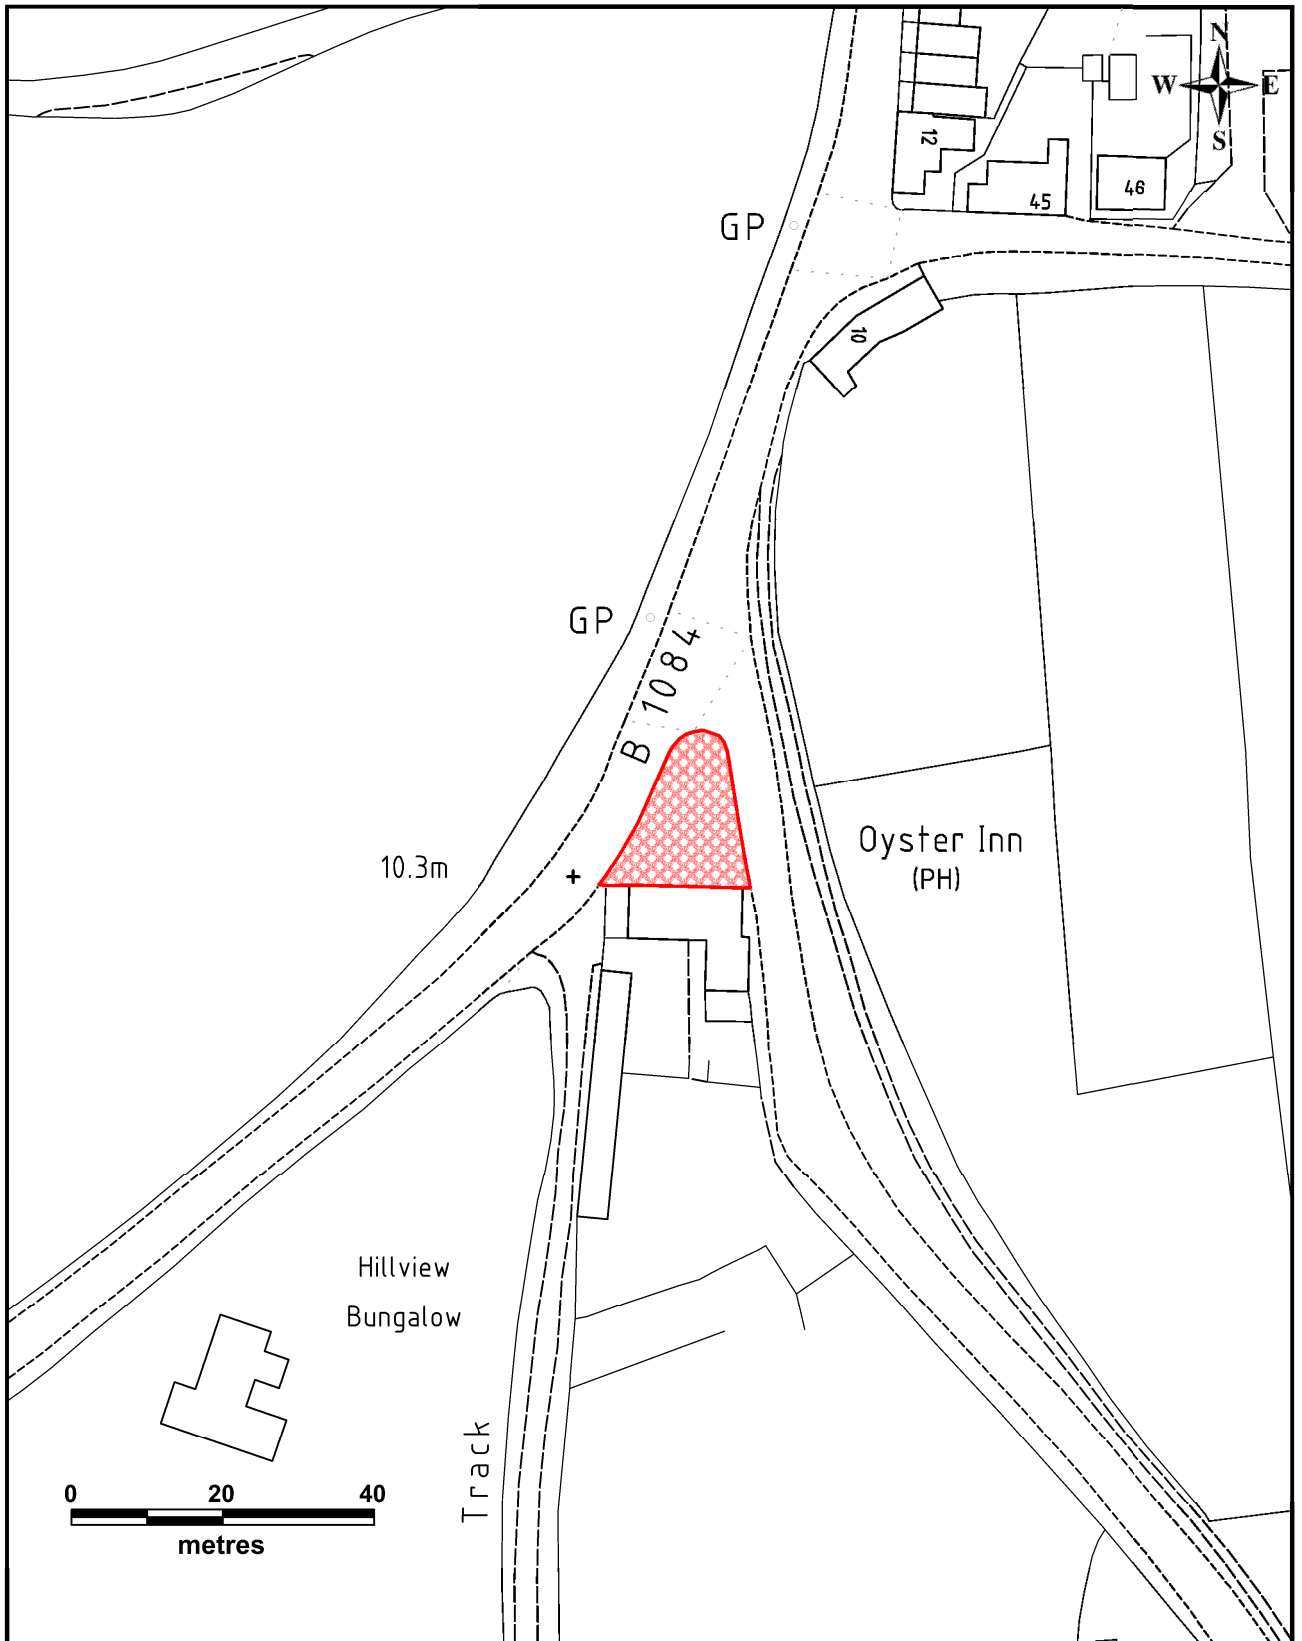 N
W E
S
12
45
46
GP
10
GP
B 1084
Oyster Inn
(PH)
10.3m
Hillview
Bungalow
Track
0 20 40
metres